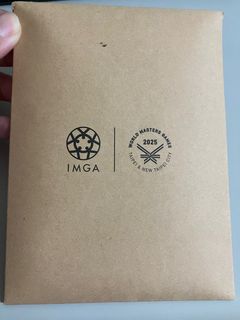 IMGA
WORLD MASTERS GAMES
2025
TAIPEI & NEW TAIPEI CITY